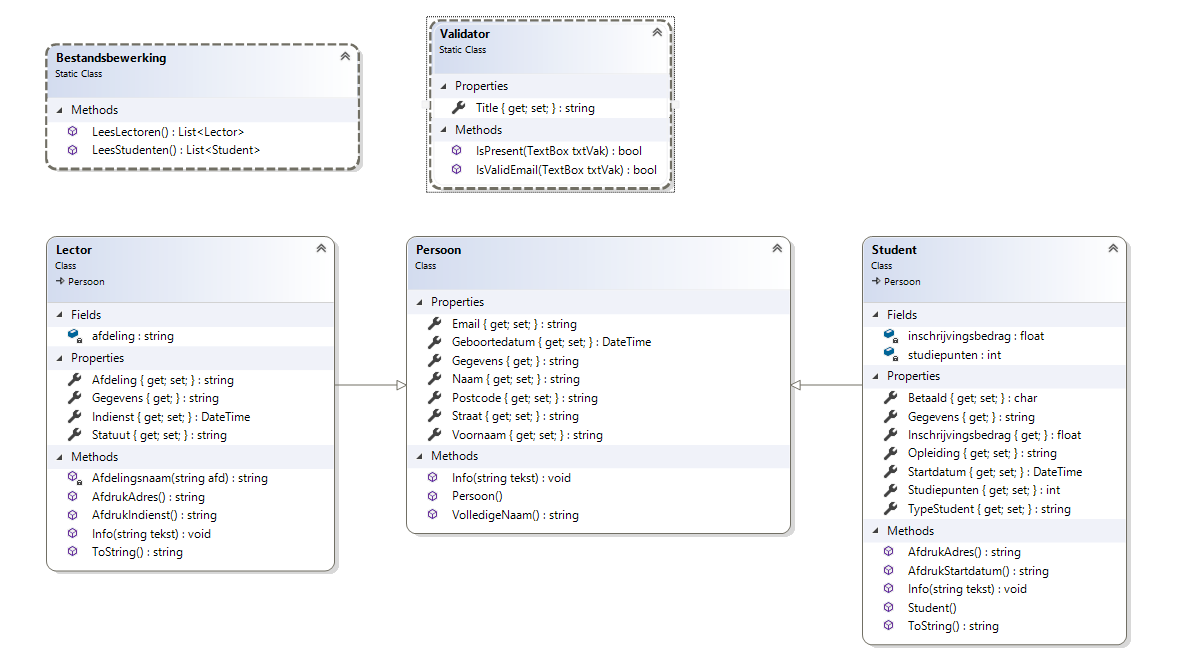 Bestandsbewerking
Static Class
Methods
LeesLectoren() : List<Lector>
LeesStudenten() : List<Student>
Validator
Static Class
Properties
Title { get; set; } : string
Methods
IsPresent(TextBox txtVak) : bool
IsValidEmail(TextBox txtVak) : bool
Lector
Class
Persoon
Fields
afdeling : string
Properties
Afdeling { get; set; } : string
Gegevens { get; } : string
Indienst { get; set; } : DateTime
Statuut { get; set; } : string
Methods
Afdelingsnaam(string afd) : string
AfdrukAdres() : string
AfdrukIndienst() : string
Info(string tekst) : void
ToString() : string
Persoon
Class
Properties
Email { get; set; } : string
Geboortedatum { get; set; } : DateTime
Gegevens { get; } : string
Naam { get; set; } : string
Postcode { get; set; } : string
Straat { get; set; } : string
Voornaam { get; set; } : string
Methods
Info(string tekst) : void
Persoon()
VolledigeNaam() : string
Student
Class
Persoon
Fields
inschrijvingsbedrag : float
studiepunten : int
Properties
Betaald { get; set; } : char
Gegevens { get; } : string
Inschrijvingsbedrag { get; } : float
Opleiding { get; set; } : string
Startdatum { get; set; } : DateTime
Studiepunten { get; set; } : int
TypeStudent { get; set; } : string
Methods
AfdrukAdres() : string
AfdrukStartdatum() : string
Info(string tekst) : void
Student()
ToString() : string